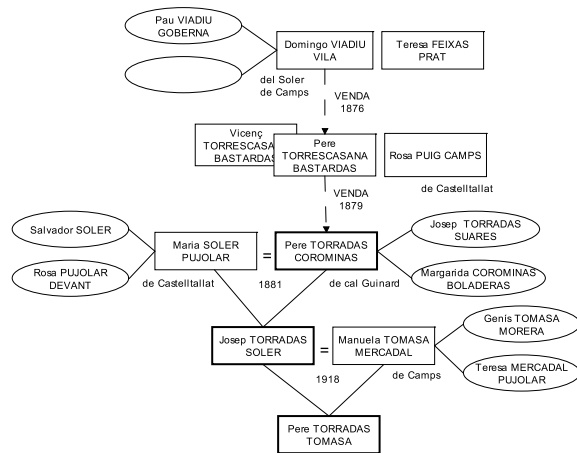 Pau VIADIU
GOBERNA
Domingo VIADIU
VILA
Teresa FEIXAS
PRAT
del Soler
de Camps
VENDA
1876
Vicenç
TORRESCASANA
BASTARDAS
Pere
TORRESCASANA
BASTARDAS
Rosa PUIG CAMPS
de Castelltallat
VENDA
1879
Salvador SOLER
Rosa PUJOLAR
DEVANT
Maria SOLER
PUJOLAR
=
Pere TORRADAS
COROMINAS
Josep TORRADAS
SUARES
Margarida COROMINAS
BOLADERAS
de Castelltallat
1881
de cal Guinard
Josep TORRADAS
SOLER
=
Manuela TOMASA
MERCADAL
Genís TOMASA
MORERA
Teresa MERCADAL
PUJOLAR
1918
de Camps
Pere TORRADAS
TOMASA